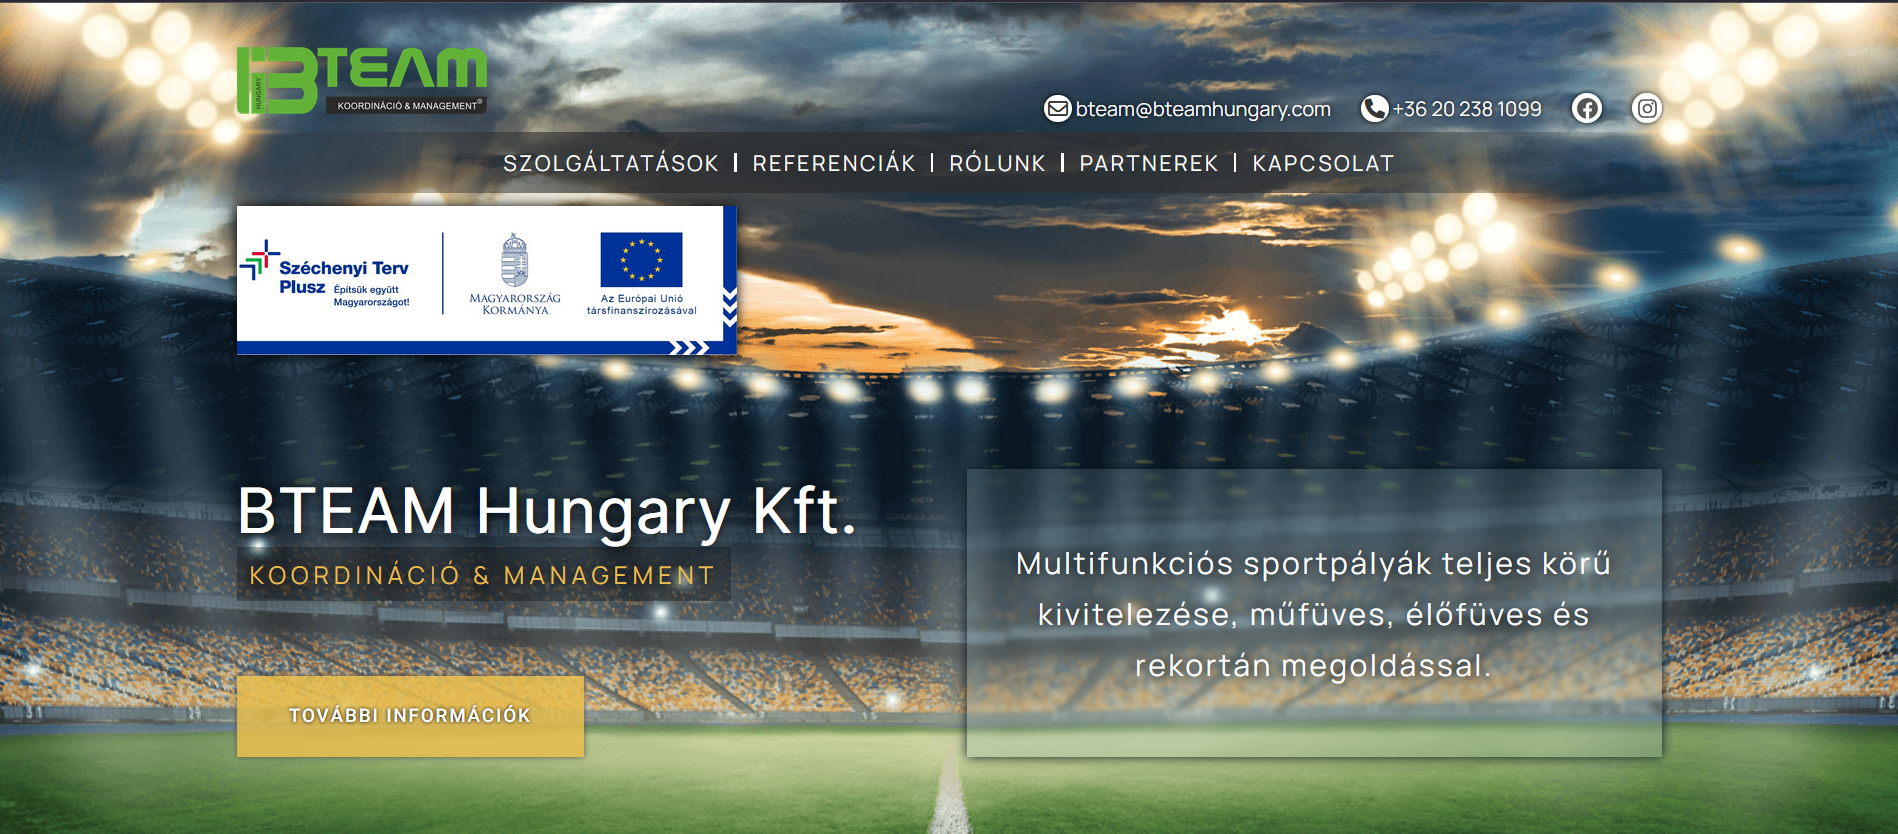 BTEAM
HUNGARY
KOORDINÁCIÓ & MANAGEMENT®
bteam@bteamhungary.com
+36 20 238 1099
SZOLGÁLTATÁSOK | REFERENCIÁK | RÓLUNK | PARTNEREK | KAPCSOLAT
Széchenyi Terv
Plusz
Építsük együtt
Magyarországot!
MAGYARORSZÁG
KORMÁNYA
Az Európai Unió
társfinanszírozásával
BTEAM Hungary Kft.
KOORDINÁCIÓ & MANAGEMENT
TOVÁBBI INFORMÁCIÓK
Multifunkciós sportpályák teljes körű
kivitelezése, műfüves, élőfüves és
rekortán megoldással.